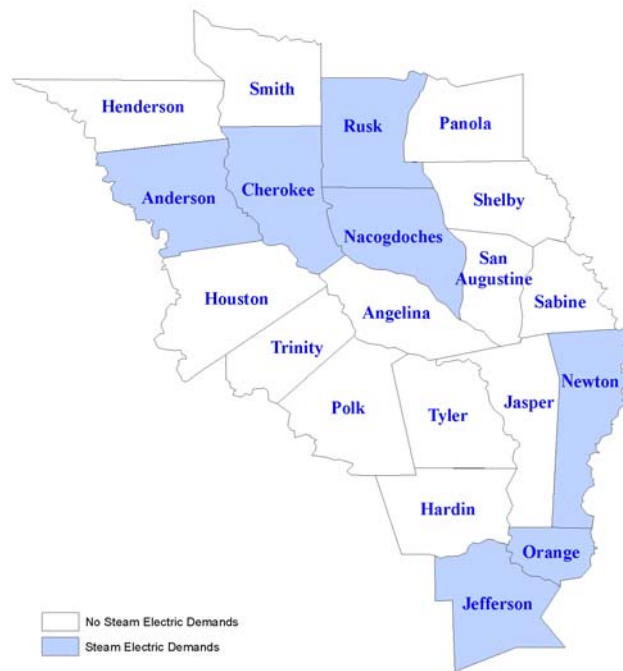 Smith
Henderson
Rusk
Panola
Cherokee
Anderson
Shelby
Nacogdoches
San
Augustine
Houston
Sabine
Angelina
Trinity
Newton
Polk
Tyler
Jasper
Hardin
Orange
Jefferson
No Steam Electric Demands
Steam Electric Demands